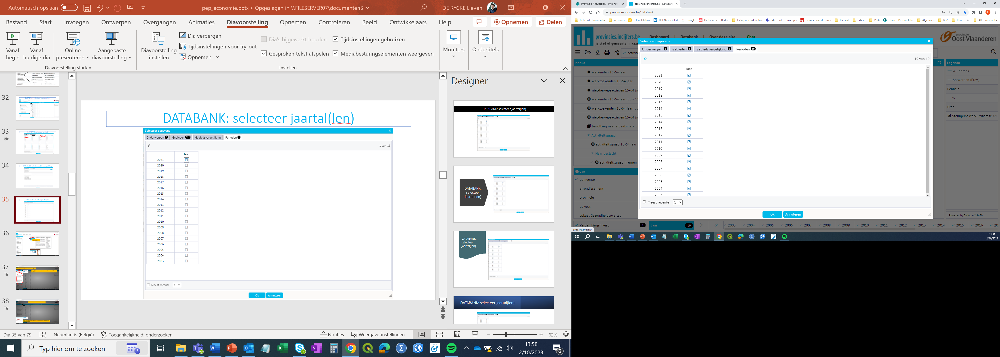 Automatisch opslaan
pep_economie.pptx • Opgeslagen in \\FILESERVER07\documenten$
DE RYCKE Lieven
Bestand Start Invoegen Ontwerpen Overgangen Animaties Diavoorstelling Opnemen Controleren Beeld Ontwikkelaars Help
Opnemen Delen
Vanaf begin
Vanaf huidige dia
Online presenteren
Aangepaste diavoorstelling
Diavoorstelling starten
Diavoorstelling instellen
Dia verbergen
Tijdsinstellingen voor try-out
Opnemen
Dia's bijgewerkt houden
Tijdsinstellingen gebruiken
Gesproken tekst afspelen
Mediabesturingselementen weergeven
Instellen
Monitors
Ondertitels
32
33
34
35
36
37
38
DATABANK: selecteer jaartal(len)
Selecteer gegevens
Onderwerpen 2 Gebieden 322 Gebiedsvergelijking Perioden 1
1 van 19
Jaar
2021
2020
2019
2018
2017
2016
2015
2014
2013
2012
2011
2010
2009
2008
2007
2006
2005
2004
2003
Meest recente 1
Ok Annuleren
Designer
DATABANK: selecteer jaartal(len)
DATABANK:
selecteer
jaartal(len)
DATABANK:
selecteer
jaartal(len)
DATABANK: selecteer jaartal(len)
Dia 35 van 79
Nederlands (België)
Toegankelijkheid: onderzoeken
Notities
Weergave-instellingen
62%
Typ hier om te zoeken
13:58
2/10/2023
6
Provincie Antwerpen - Intranet
provincies.incijfers.be - Databan
provincies.incijfers.be/databank
Beheerde bookmarks accounts Telenet: Inbox Het Nieuwsblad Google Herbeluister - Radi... Geïmporteerd uit In... Microsoft Teams - p... extranet van de pro... Klimaat arbeid PinC Home - Provant Int... Algemeen KSZ Kbo » Alle bookmarks
provincies.incijfers.be
je stad of gemeente in kaar
Dashboard Databank Over deze site Chat
provincie
Oost-Vlaanderen
activite
Inhoud
werkenden 15-64 jaar
werkzoekenden 15-64 jaar
niet-beroepsactieven 15-64 ja
werkenden 15-64 jaar (t.o.v. 15
werkzoekenden 15-64 jaar (t.o
niet-beroepsactieven 15-64 ja
bevolking naar arbeidsmarktpo
Activiteitsgraad
activiteitsgraad 15-64 jaar
Naar geslacht
activiteitsgraad mannen
Niveau
gemeente
arrondissement
provincie
gewest
Lokaal Gezondheidsoverleg
Vergelijkingsniveau 1
Selecteer gegevens
Onderwerpen 2 Gebieden 1 Gebiedsvergelijking 1 Perioden 19
19 van 19
Jaar
2021
2020
2019
2018
2017
2016
2015
2014
2013
2012
2011
2010
2009
2008
2007
2006
2005
2004
2003
Meest recente 1
Ok Annuleren
Legenda
Willebroek
Antwerpen (Prov.)
Eenheid
%
Bron
Steunpunt Werk - Vlaamse A
Powered by Swing 6.2.8670
Jaar 19
2003 2004 2005 2006 2007 2008 2009 2010 2011 2012 2013 2014 2015 2016 20
javascript:void(0)
13:58
2/10/2023